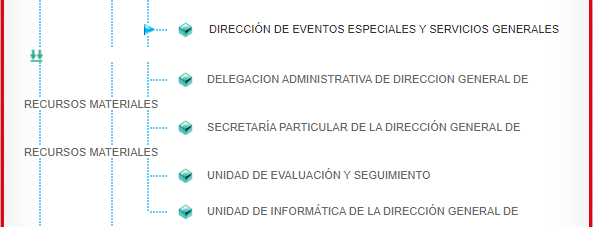 DIRECCIÓN DE EVENTOS ESPECIALES Y SERVICIOS GENERALES
DELEGACION ADMINISTRATIVA DE DIRECCION GENERAL DE
RECURSOS MATERIALES
SECRETARÍA PARTICULAR DE LA DIRECCIÓN GENERAL DE
RECURSOS MATERIALES
UNIDAD DE EVALUACIÓN Y SEGUIMIENTO
UNIDAD DE INFORMÁTICA DE LA DIRECCIÓN GENERAL DE